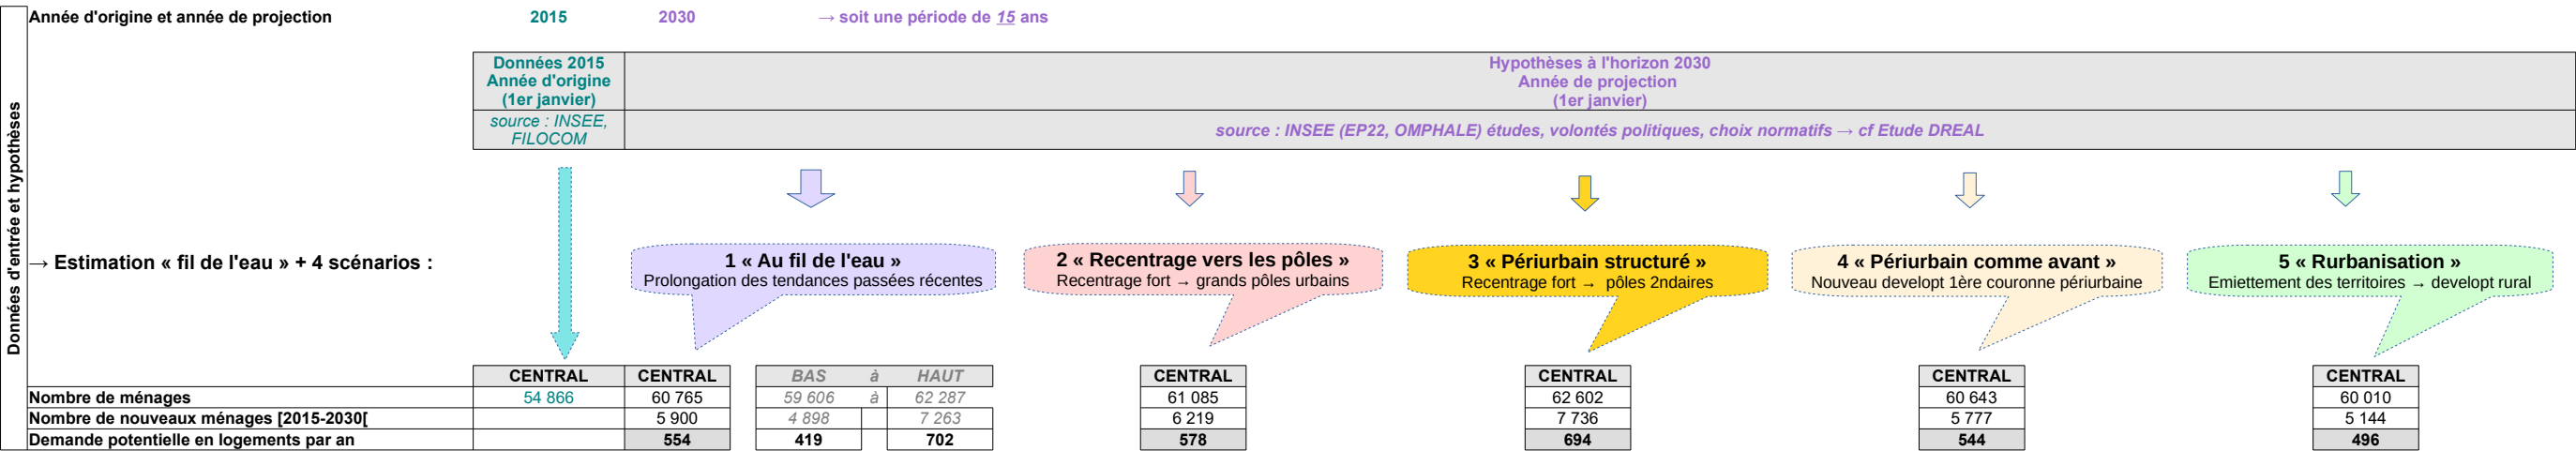 Année d'origine et année de projection 2015 2030 → soit une période de 15 ans
Données 2015
Année d'origine
(1er janvier)
Hypothèses à l'horizon 2030
Année de projection
(1er janvier)
source : INSEE,
FILOCOM
source : INSEE (EP22, OMPHALE) études, volontés politiques, choix normatifs → cf Etude DREAL
Données d'entrée et hypothèses
→ Estimation « fil de l'eau » + 4 scénarios :
1 « Au fil de l'eau »
Prolongation des tendances passées récentes
2 « Recentrage vers les pôles »
Recentrage fort → grands pôles urbains
3 « Périurbain structuré »
Recentrage fort → pôles 2ndaires
4 « Périurbain comme avant »
Nouveau developt 1ère couronne périurbaine
5 « Rurbanisation »
Emiettement des territoires → developt rural
CENTRAL CENTRAL BAS à HAUT CENTRAL CENTRAL CENTRAL CENTRAL
Nombre de ménages 54 866 60 765 59 606 à 62 287 61 085 62 602 60 643 60 010
Nombre de nouveaux ménages [2015-2030[ 5 900 4 898 7 263 6 219 7 736 5 777 5 144
Demande potentielle en logements par an 554 419 702 578 694 544 496